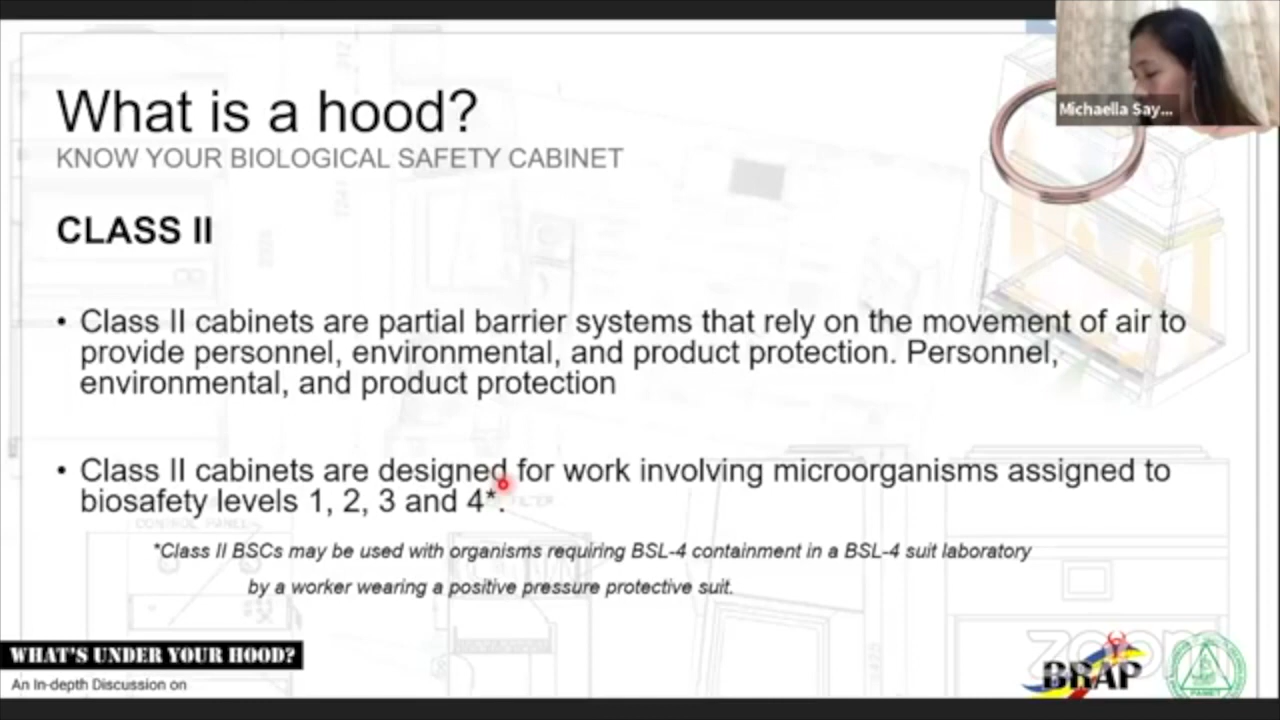 What is a hood?
KNOW YOUR BIOLOGICAL SAFETY CABINET
Michaella Say...
CLASS II
• Class II cabinets are partial barrier systems that rely on the movement of air to
provide personnel, environmental, and product protection. Personnel,
environmental, and product protection
• Class II cabinets are designed for work involving microorganisms assigned to
biosafety levels 1, 2, 3 and 4*.
*Class II BSCs may be used with organisms requiring BSL-4 containment in a BSL-4 suit laboratory
by a worker wearing a positive pressure protective suit.
WHAT'S UNDER YOUR HOOD?
An In-depth Discussion on
zoom
BRAP
PAMET